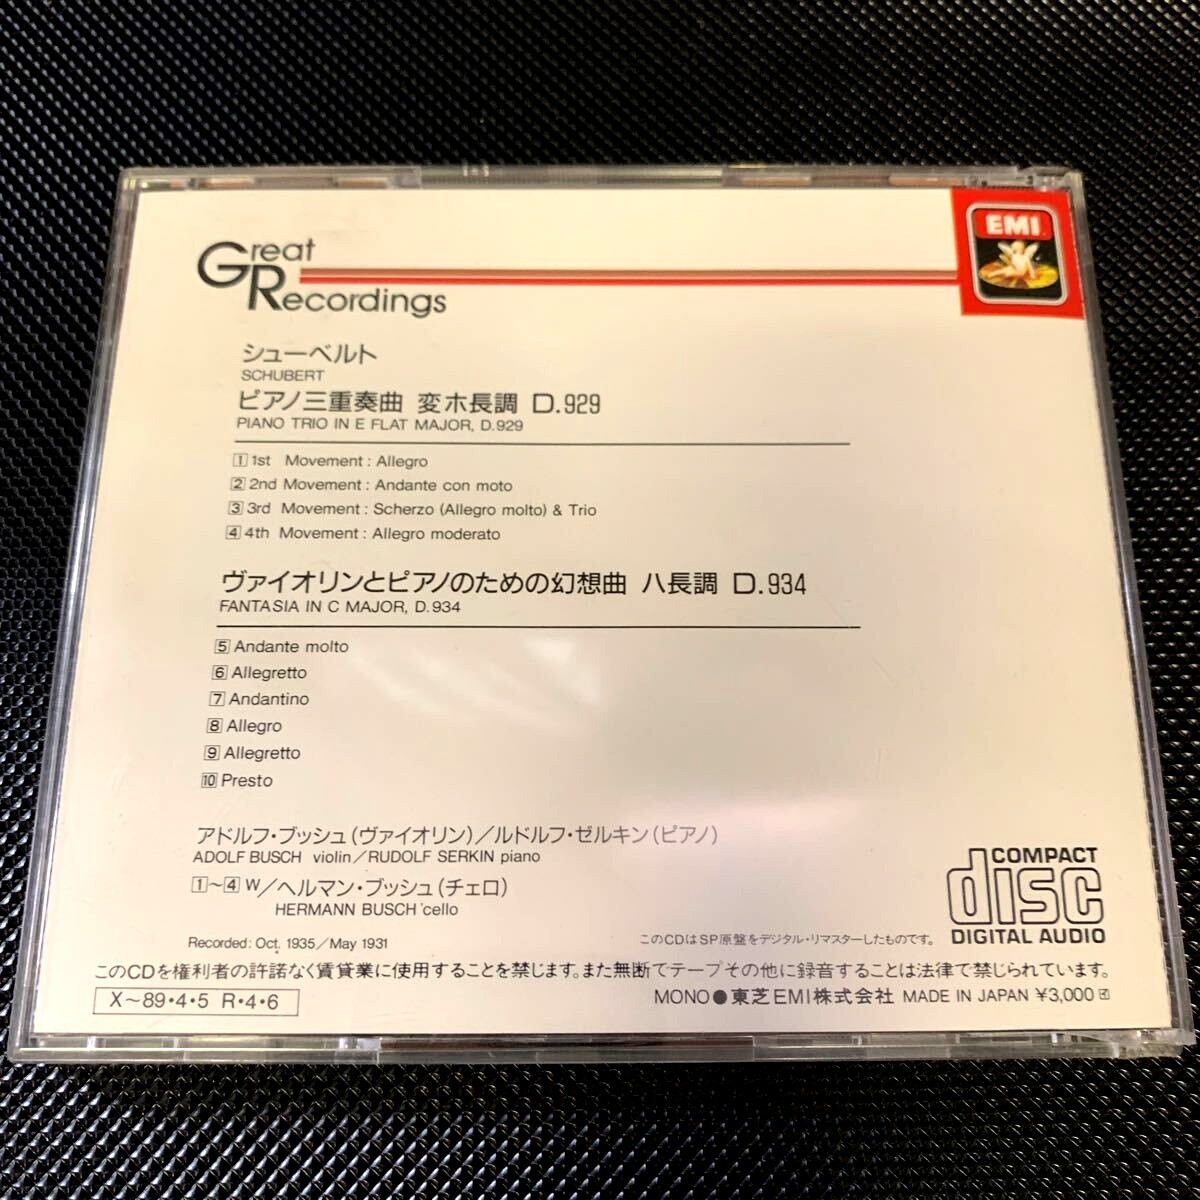 Great
Recordings
EMI
シューベルト
SCHUBERT
ピアノ三重奏曲 変ホ長調 D.929
PIANO TRIO IN E FLAT MAJOR, D.929
1 1st Movement : Allegro
2 2nd Movement : Andante con moto
3 3rd Movement : Scherzo (Allegro molto) & Trio
4 4th Movement : Allegro moderato
ヴァイオリンとピアノのための幻想曲 ハ長調 D.934
FANTASIA IN C MAJOR, D.934
5 Andante molto
6 Allegretto
7 Andantino
8 Allegro
9 Allegretto
10 Presto
アドルフ・ブッシュ(ヴァイオリン)/ルドルフ・ゼルキン(ピアノ)
ADOLF BUSCH violin/RUDOLF SERKIN piano
1～4 W/ヘルマン・ブッシュ(チェロ)
HERMANN BUSCH cello
COMPACT
disc
DIGITAL AUDIO
Recorded: Oct. 1935/May 1931
このCDはSP原盤をデジタル・リマスターしたものです。
このCDを権利者の許諾なく賃貸業に使用することを禁じます。また無断でテープその他に録音することは法律で禁じられています。
X～89・4・5 R・4・6
MONO●東芝EMI株式会社 MADE IN JAPAN ¥3,000